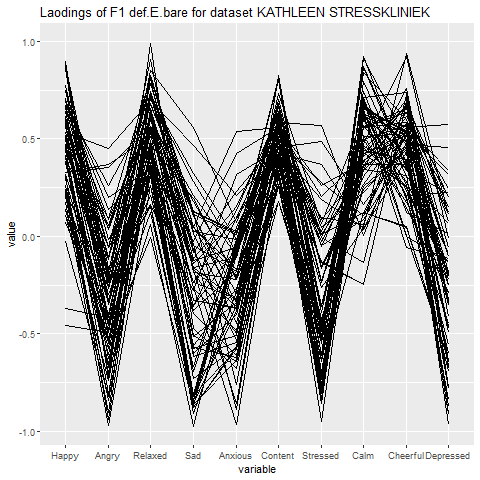 Laodings of F1 def.E.bare for dataset KATHLEEN STRESSKLINIEK
1.0
0.5
0.0
-0.5
-1.0
value
Happy Angry Relaxed Sad Anxious Content Stressed Calm Cheerful Depressed
variable